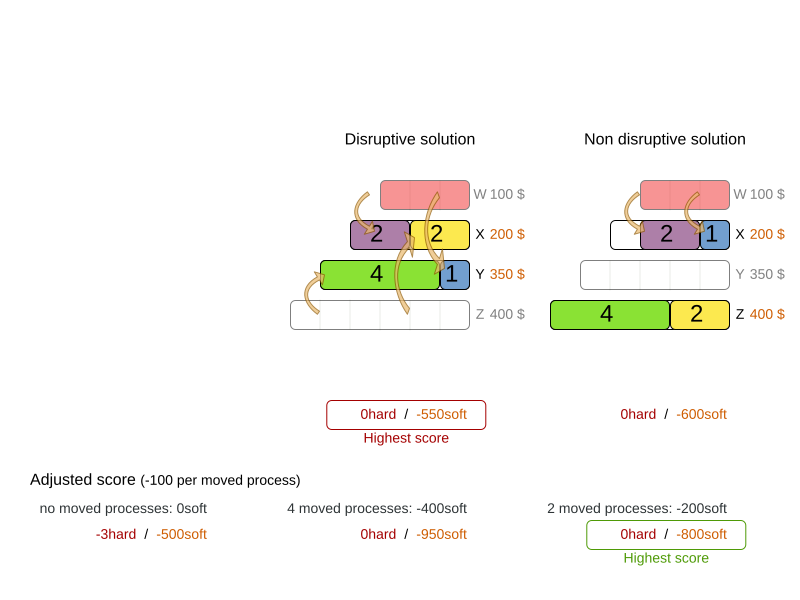 Disruptive solution
Non disruptive solution
W 100 $
W 100 $
2 2 X 200 $
2 1 X 200 $
4 1 Y 350 $
Y 350 $
Z 400 $
4 2 Z 400 $
0hard / -550soft
0hard / -600soft
Highest score
Adjusted score (-100 per moved process)
no moved processes: 0soft
4 moved processes: -400soft
2 moved processes: -200soft
-3hard / -500soft
0hard / -950soft
0hard / -800soft
Highest score